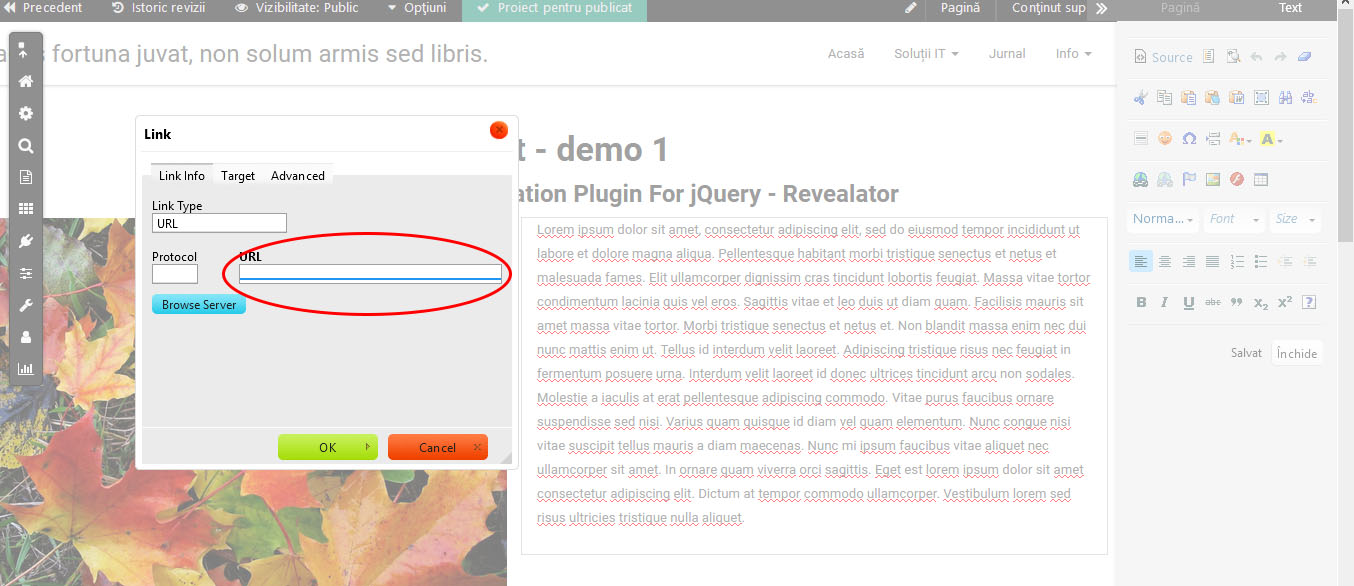 Precedent Istoric revizii Vizibilitate: Public Opțiuni Proiect pentru publicat Pagină Conținut sup Pagină Text
fortuna juvat, non solum armis sed libris.
Acasă Soluții IT Jurnal Info
Source
Link
t - demo 1
Link Info Target Advanced
ation Plugin For jQuery - Revealator
Link Type
URL
Protocol URL
Browse Server
OK Cancel
Lorem ipsum dolor sit amet, consectetur adipiscing elit, sed do eiusmod tempor incididunt ut
labore et dolore magna aliqua. Pellentesque habitant morbi tristique senectus et netus et
malesuada fames. Elit ullamcorper dignissim cras tincidunt lobortis feugiat. Massa vitae tortor
condimentum lacinia quis vel eros. Sagittis vitae et leo duis ut diam quam. Facilisis mauris sit
amet massa vitae tortor. Morbi tristique senectus et netus et. Non blandit massa enim nec dui
nunc mattis enim ut. Tellus id interdum velit laoreet. Adipiscing tristique risus nec feugiat in
fermentum posuere urna. Interdum velit laoreet id donec ultrices tincidunt arcu non sodales.
Molestie a iaculis at erat pellentesque adipiscing commodo. Vitae purus faucibus ornare
suspendisse sed nisi. Varius quam quisque id diam vel quam elementum. Nunc congue nisi
vitae suscipit tellus mauris a diam maecenas. Nunc mi ipsum faucibus vitae aliquet nec
ullamcorper sit amet. In ornare quam viverra orci sagittis. Eget est lorem ipsum dolor sit amet
consectetur adipiscing elit. Dictum at tempor commodo ullamcorper. Vestibulum lorem sed
risus ultricies tristique nulla aliquet.
Norma... Font Size
B I U abc x₂ x²
Salvat Închide